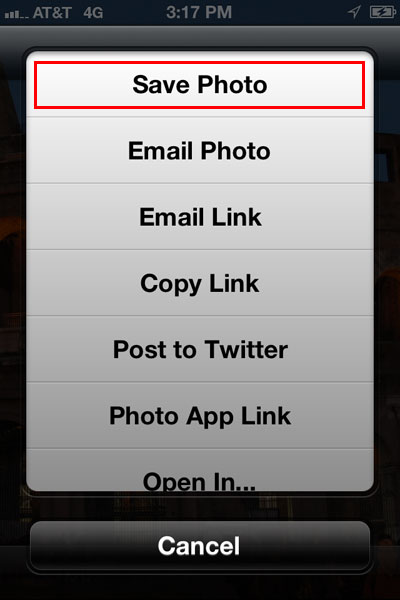 AT&T 4G 3:17 PM
Save Photo
Email Photo
Email Link
Copy Link
Post to Twitter
Photo App Link
Open In...
Cancel